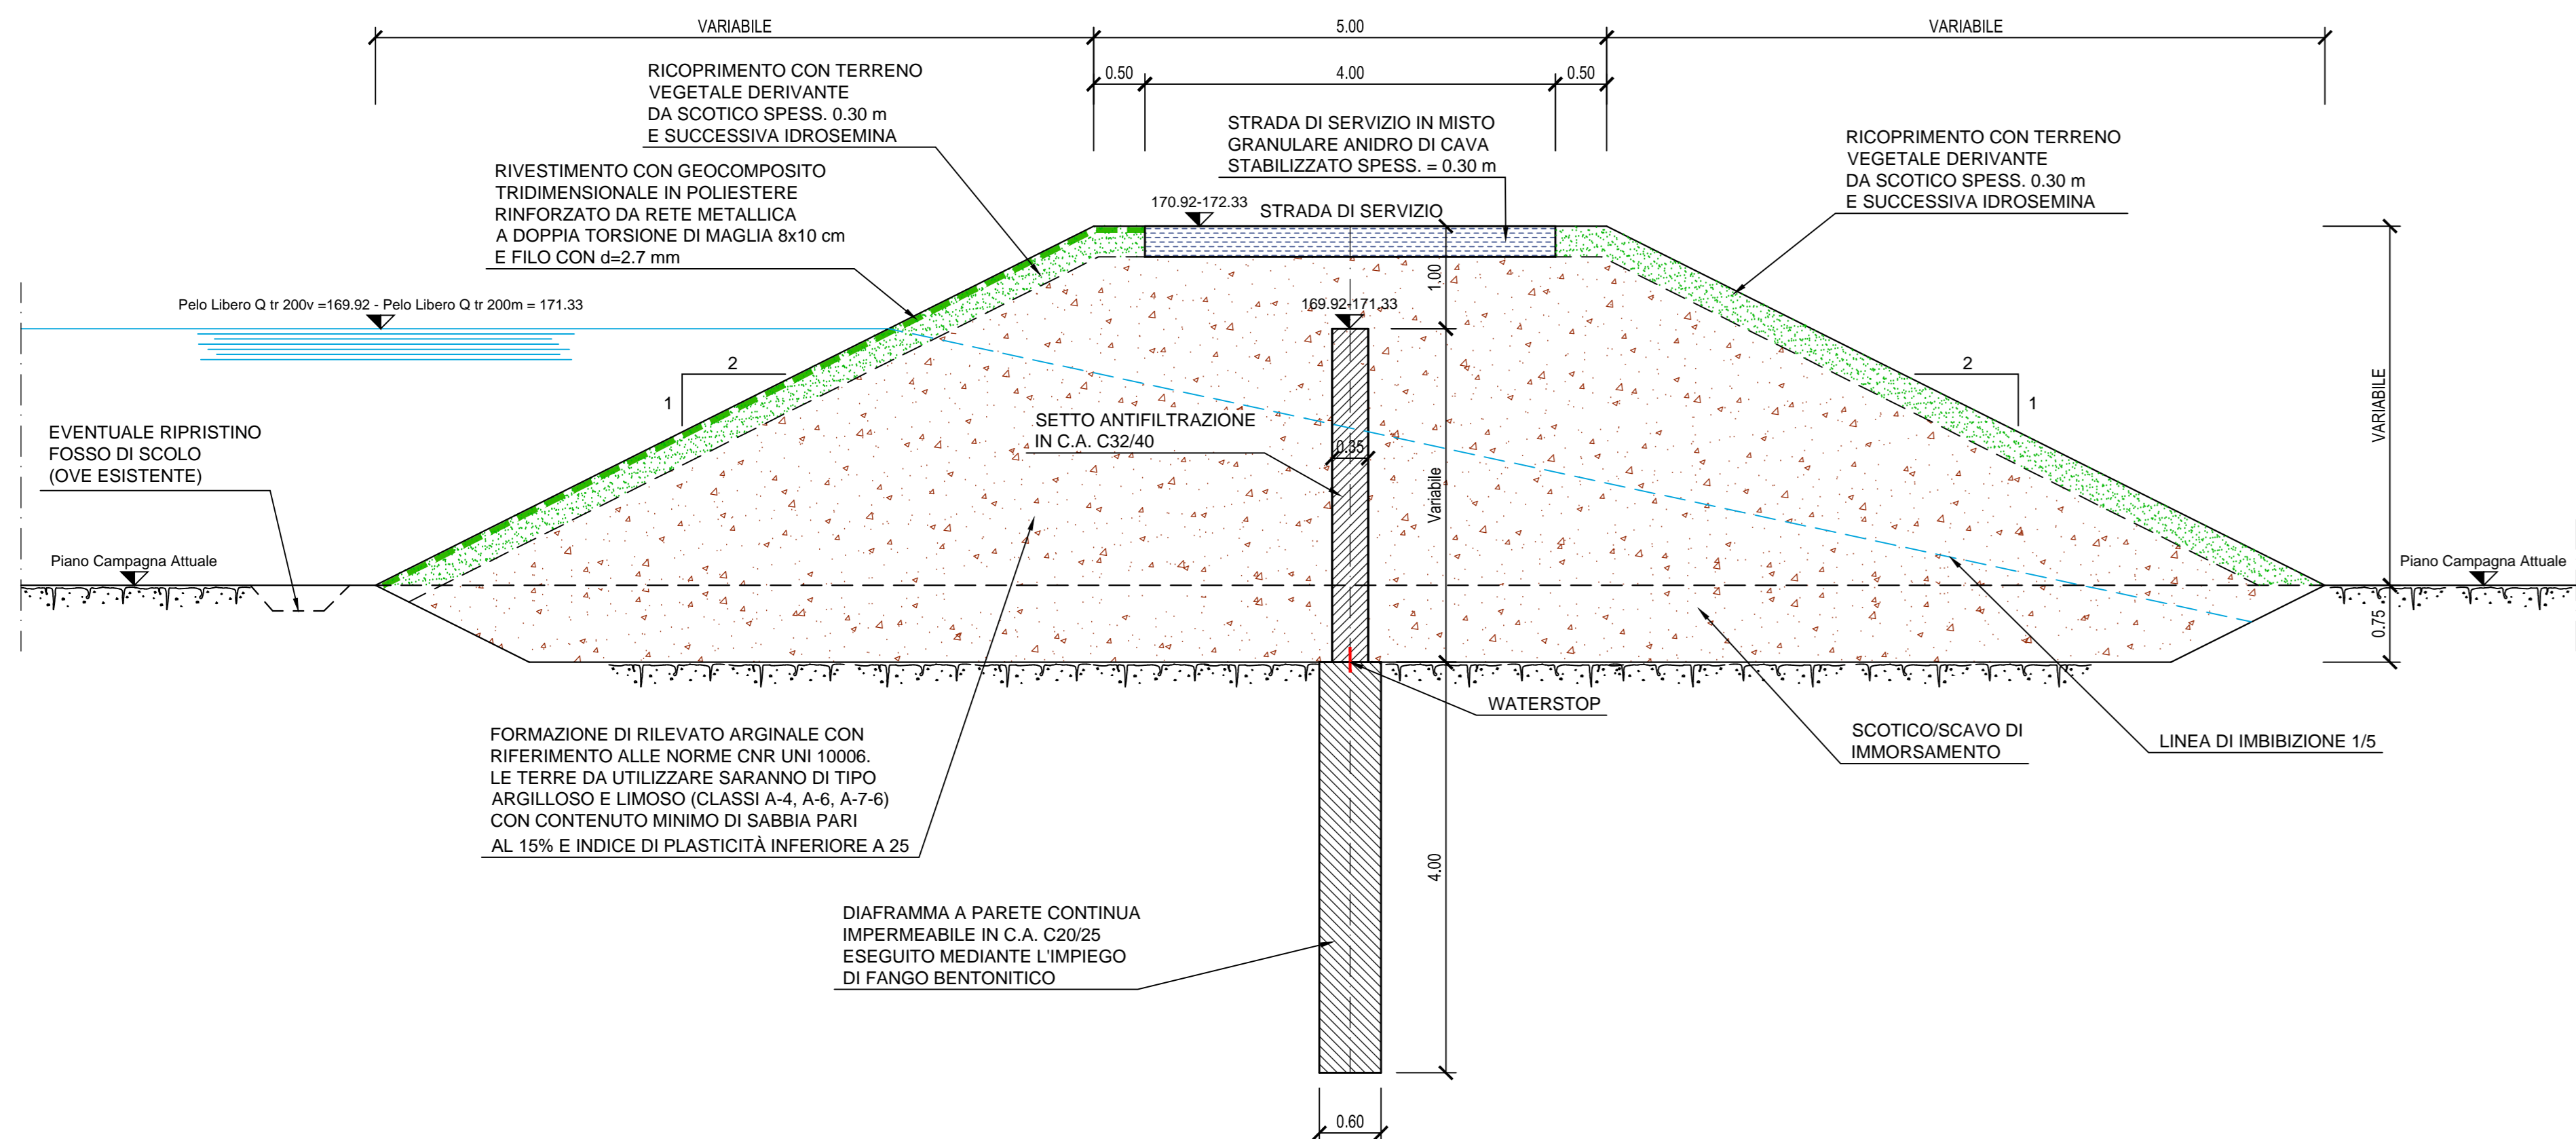 VARIABILE
5.00
VARIABILE
0.50
4.00
0.50
RICOPRIMENTO CON TERRENO
VEGETALE DERIVANTE
DA SCOTICO SPESS. 0.30 m
E SUCCESSIVA IDROSEMINA
STRADA DI SERVIZIO IN MISTO
GRANULARE ANIDRO DI CAVA
STABILIZZATO SPESS. = 0.30 m
RICOPRIMENTO CON TERRENO
VEGETALE DERIVANTE
DA SCOTICO SPESS. 0.30 m
E SUCCESSIVA IDROSEMINA
RIVESTIMENTO CON GEOCOMPOSITO
TRIDIMENSIONALE IN POLIESTERE
RINFORZATO DA RETE METALLICA
A DOPPIA TORSIONE DI MAGLIA 8x10 cm
E FILO CON d=2.7 mm
170.92-172.33
STRADA DI SERVIZIO
1.00
Pelo Libero Q tr 200v =169.92 - Pelo Libero Q tr 200m = 171.33
169.92-171.33
2
1
2
1
VARIABILE
SETTO ANTIFILTRAZIONE
IN C.A. C32/40
0.35
Variabile
EVENTUALE RIPRISTINO
FOSSO DI SCOLO
(OVE ESISTENTE)
Piano Campagna Attuale
Piano Campagna Attuale
0.75
WATERSTOP
SCOTICO/SCAVO DI
IMMORSAMENTO
LINEA DI IMBIBIZIONE 1/5
FORMAZIONE DI RILEVATO ARGINALE CON
RIFERIMENTO ALLE NORME CNR UNI 10006.
LE TERRE DA UTILIZZARE SARANNO DI TIPO
ARGILLOSO E LIMOSO (CLASSI A-4, A-6, A-7-6)
CON CONTENUTO MINIMO DI SABBIA PARI
AL 15% E INDICE DI PLASTICITÀ INFERIORE A 25
4.00
DIAFRAMMA A PARETE CONTINUA
IMPERMEABILE IN C.A. C20/25
ESEGUITO MEDIANTE L'IMPIEGO
DI FANGO BENTONITICO
0.60